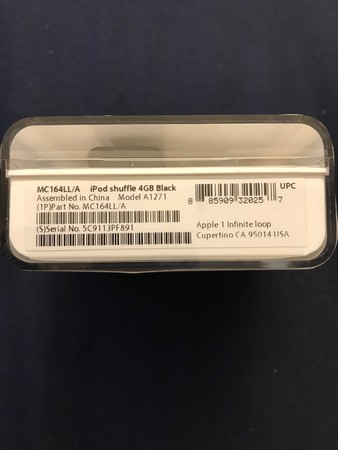 MC164LL/A iPod shuffle 4GB Black
Assembled in China Model A1271
(1P)Part No. MC164LL/A
(S)Serial No. 5C9113PF891
UPC
8 85909 32025 7
Apple 1 Infinite loop
Cupertino CA 95014 USA